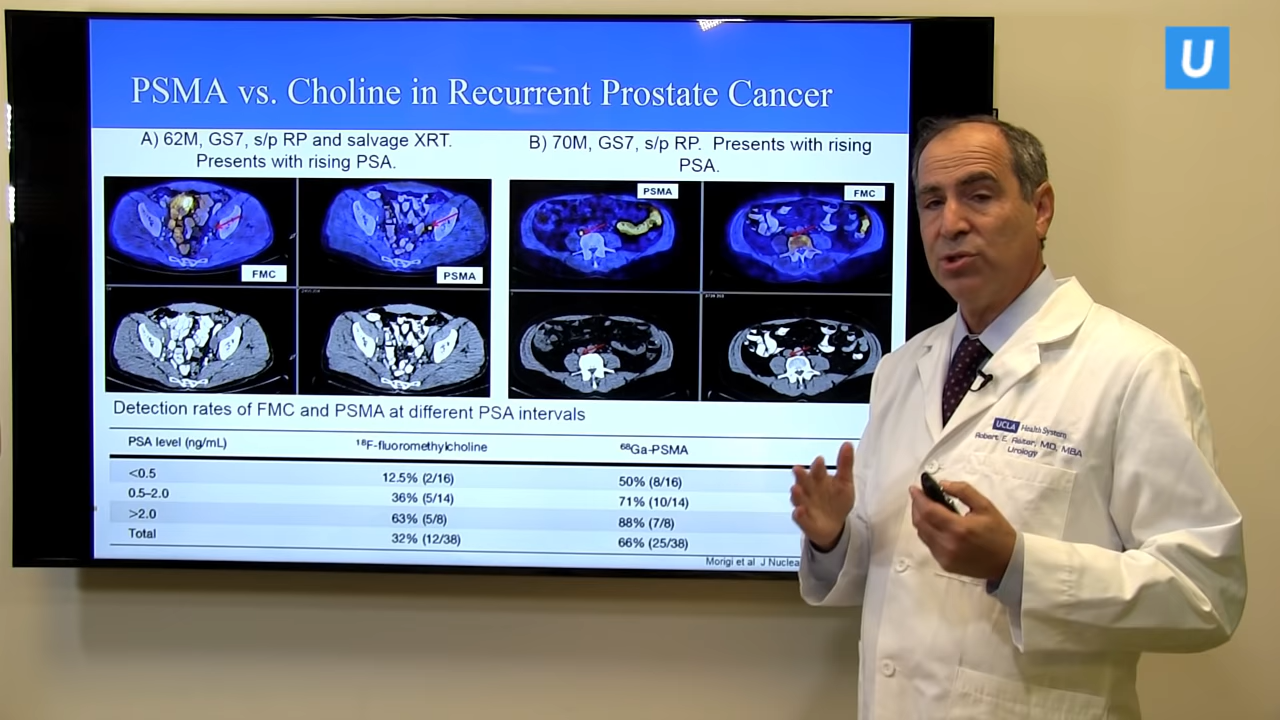 U
PSMA vs. Choline in Recurrent Prostate Cancer
A) 62M, GS7, s/p RP and salvage XRT.
Presents with rising PSA.
B) 70M, GS7, s/p RP. Presents with rising
PSA.
FMC
PSMA
PSMA
FMC
Detection rates of FMC and PSMA at different PSA intervals
PSA level (ng/mL) 18F-fluoromethylcholine 68Ga-PSMA
<0.5 12.5% (2/16) 50% (8/16)
0.5–2.0 36% (5/14) 71% (10/14)
>2.0 63% (5/8) 88% (7/8)
Total 32% (12/38) 66% (25/38)
Morigi et al J Nuclea
UCLA Health System
Robert E. Reiter, MD, MBA
Urology